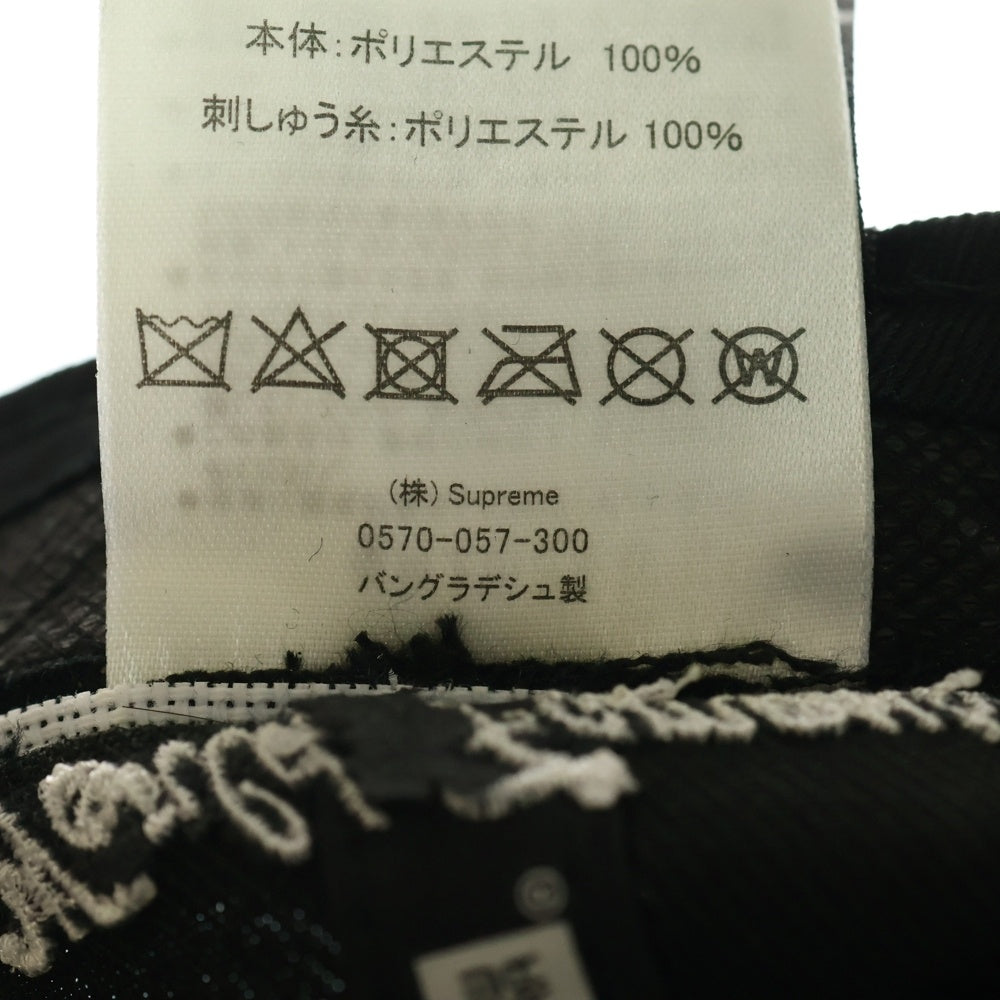 本体:ポリエステル 100%
刺しゅう糸:ポリエステル 100%
W
(株) Supreme
0570-057-300
バングラデシュ製